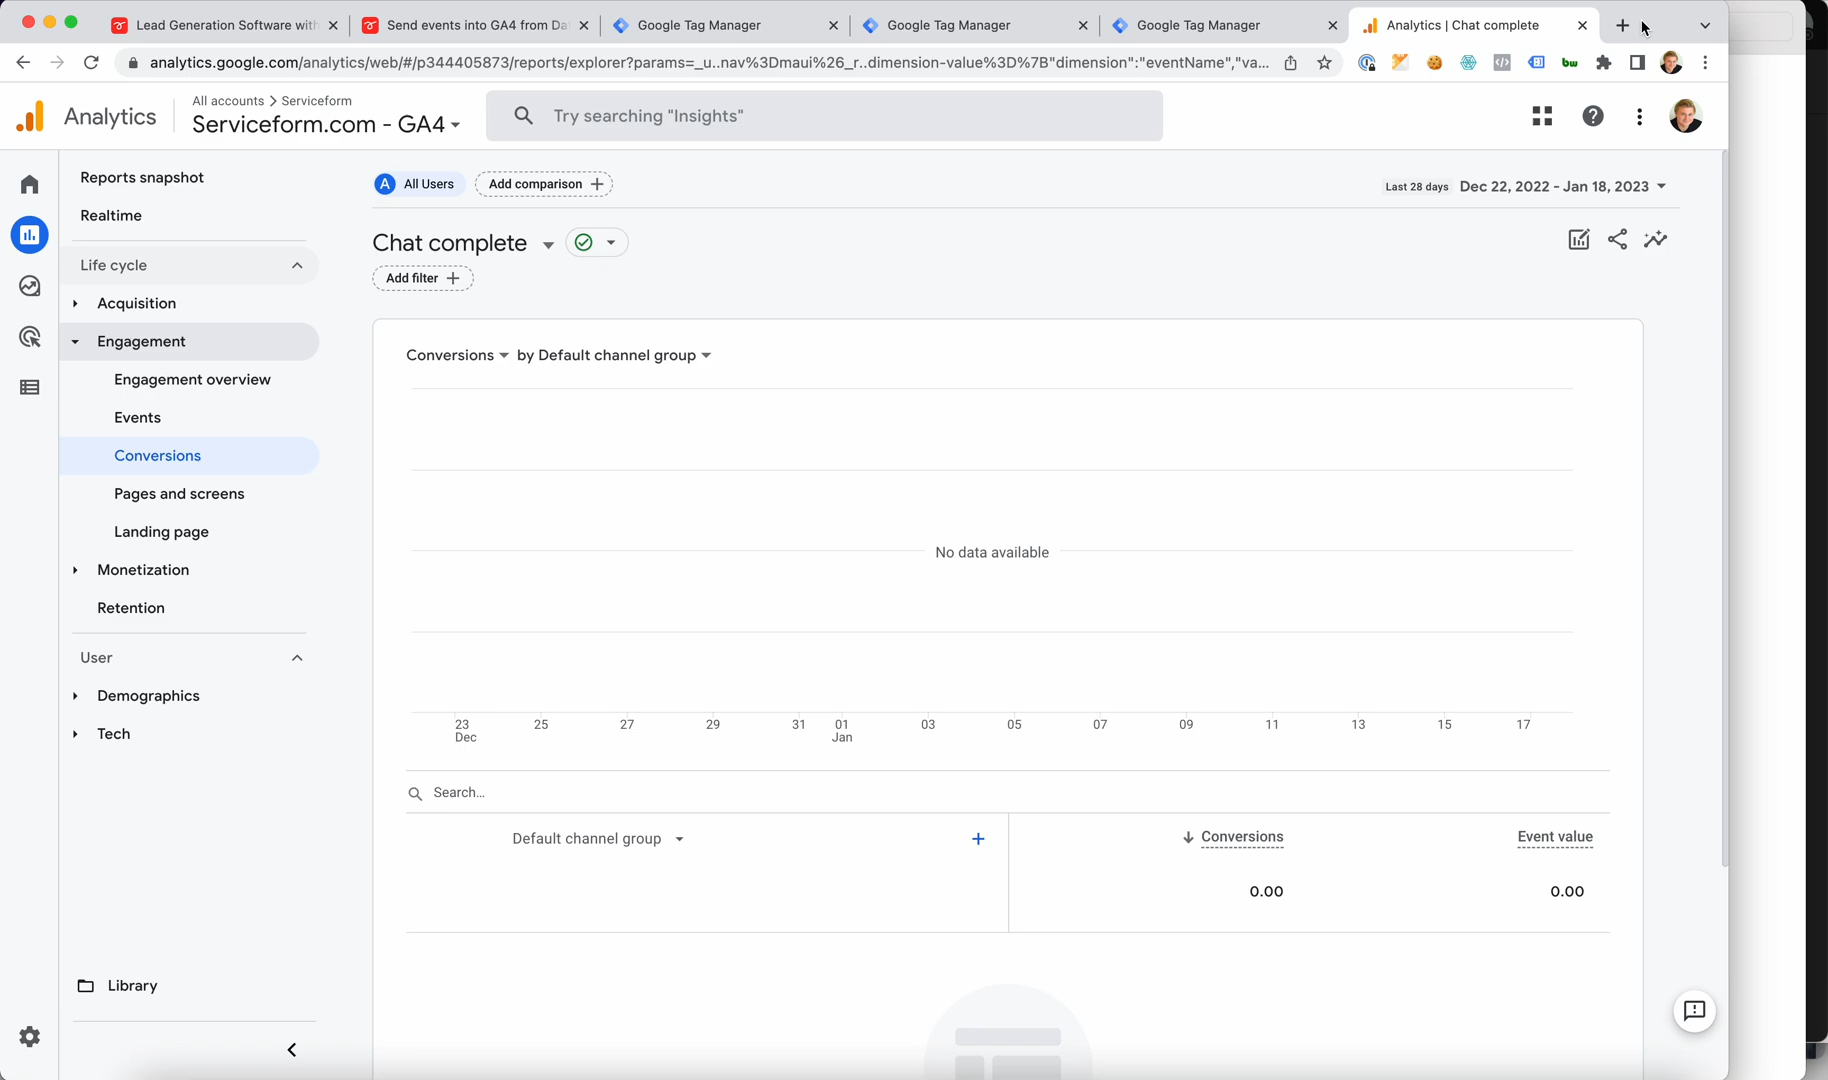 Lead Generation Software with
Send events into GA4 from Da
Google Tag Manager
Google Tag Manager
Google Tag Manager
Analytics | Chat complete
analytics.google.com/analytics/web/#/p344405873/reports/explorer?params=_u..nav%3Dmaui%26_r..dimension-value%3D%7B"dimension":"eventName","va...
Analytics
All accounts > Serviceform
Serviceform.com - GA4
Try searching "Insights"
Reports snapshot
Realtime
Life cycle
Acquisition
Engagement
Engagement overview
Events
Conversions
Pages and screens
Landing page
Monetization
Retention
User
Demographics
Tech
Library
A All Users
Add comparison +
Last 28 days Dec 22, 2022 - Jan 18, 2023
Chat complete
Add filter +
Conversions by Default channel group
No data available
23 Dec 25 27 29 31 01 Jan 03 05 07 09 11 13 15 17
Search...
Default channel group + Conversions Event value
0.00 0.00